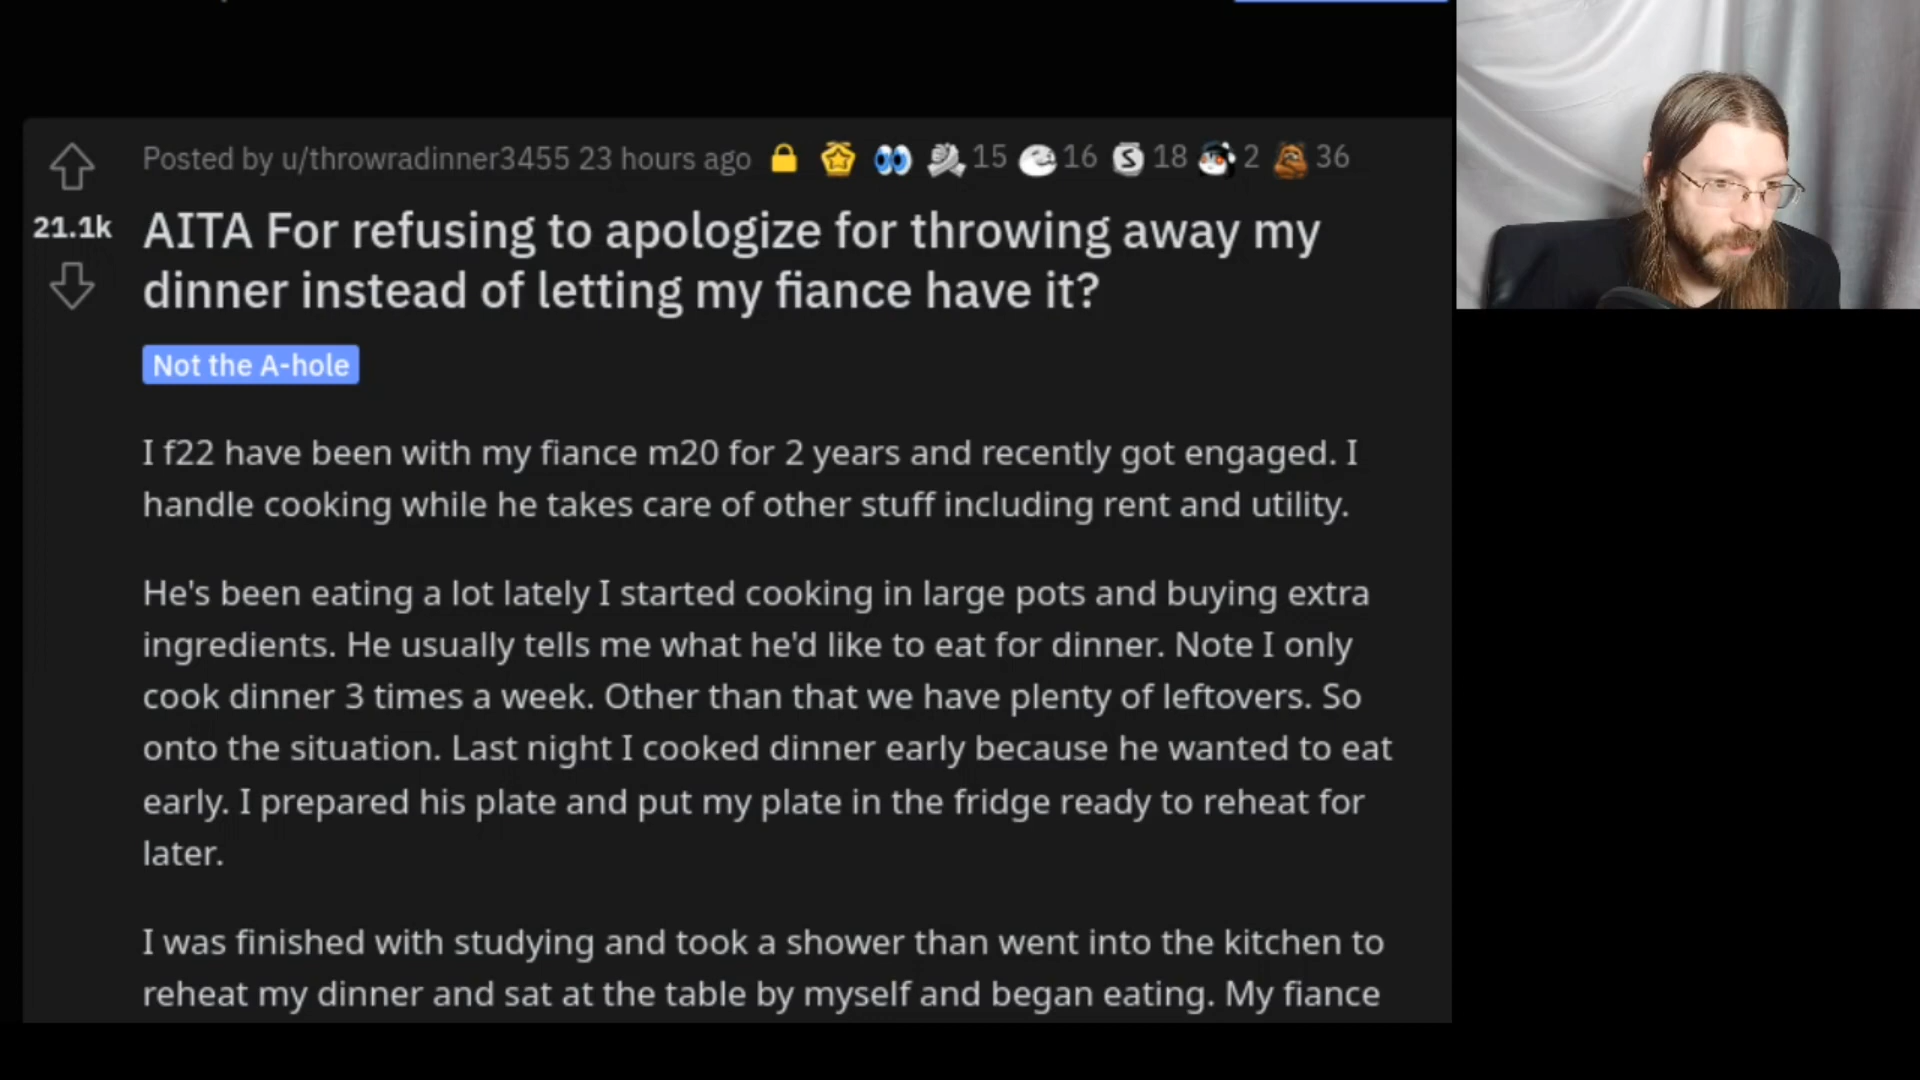 Posted by u/throwradinner3455 23 hours ago 15 16 18 2 36
21.1k
AITA For refusing to apologize for throwing away my
dinner instead of letting my fiance have it?
Not the A-hole
I f22 have been with my fiance m20 for 2 years and recently got engaged. I
handle cooking while he takes care of other stuff including rent and utility.
He's been eating a lot lately I started cooking in large pots and buying extra
ingredients. He usually tells me what he'd like to eat for dinner. Note I only
cook dinner 3 times a week. Other than that we have plenty of leftovers. So
onto the situation. Last night I cooked dinner early because he wanted to eat
early. I prepared his plate and put my plate in the fridge ready to reheat for
later.
I was finished with studying and took a shower than went into the kitchen to
reheat my dinner and sat at the table by myself and began eating. My fiance